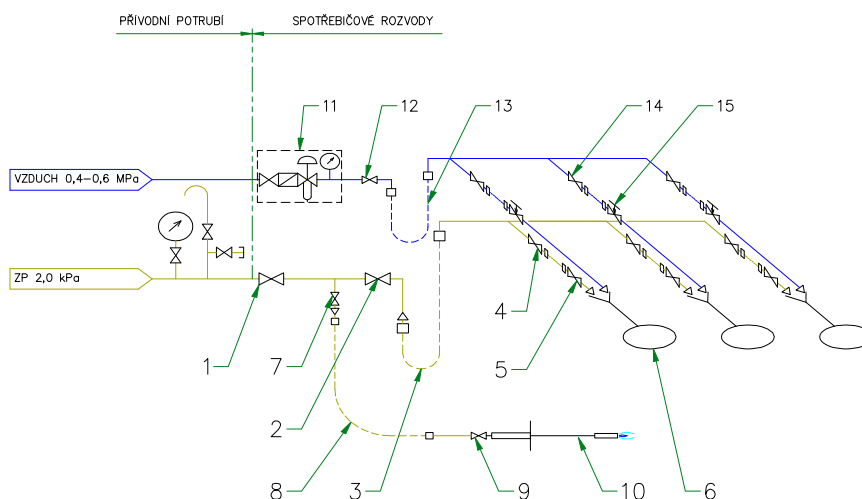 PŘÍVODNÍ POTRUBÍ SPOTŘEBIČOVÉ ROZVODY
11 12 13 14 15
VZDUCH 0,4-0,6 MPa
ZP 2,0 kPa
4
1 7 5
2
8 3 9 10 6